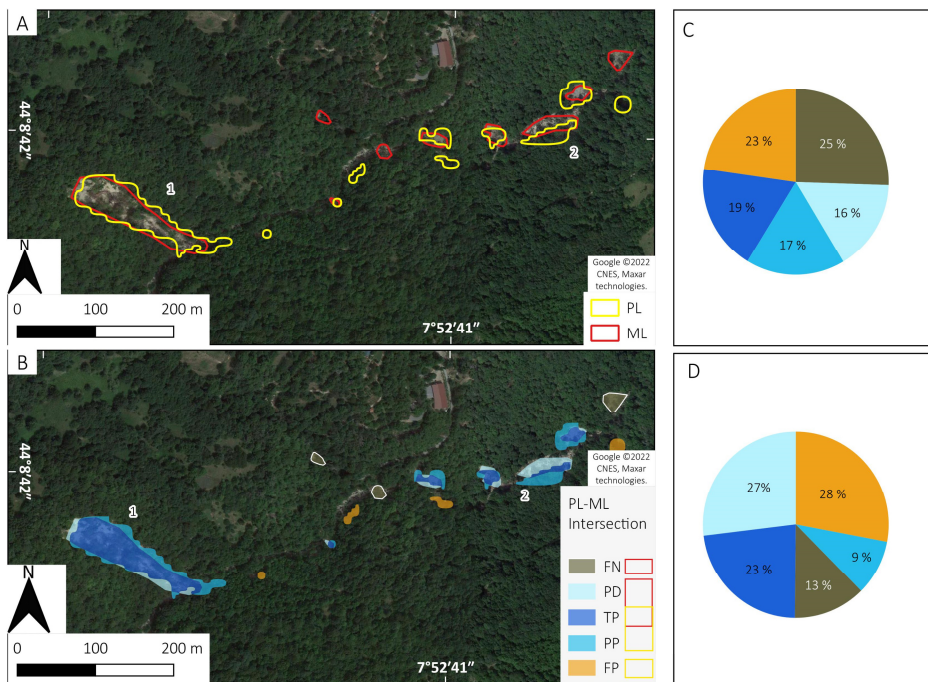 A
44°8'42"
1
2
N
0
100
200 m
7°52'41"
Google ©2022
CNES, Maxar
technologies.
PL
ML
B
44°8'42"
1
2
N
0
100
200 m
7°52'41"
Google ©2022
CNES, Maxar
technologies.
PL-ML
Intersection
FN
PD
TP
PP
FP
C
23 %
25 %
19 %
16 %
17 %
D
27%
28 %
23 %
9 %
13 %